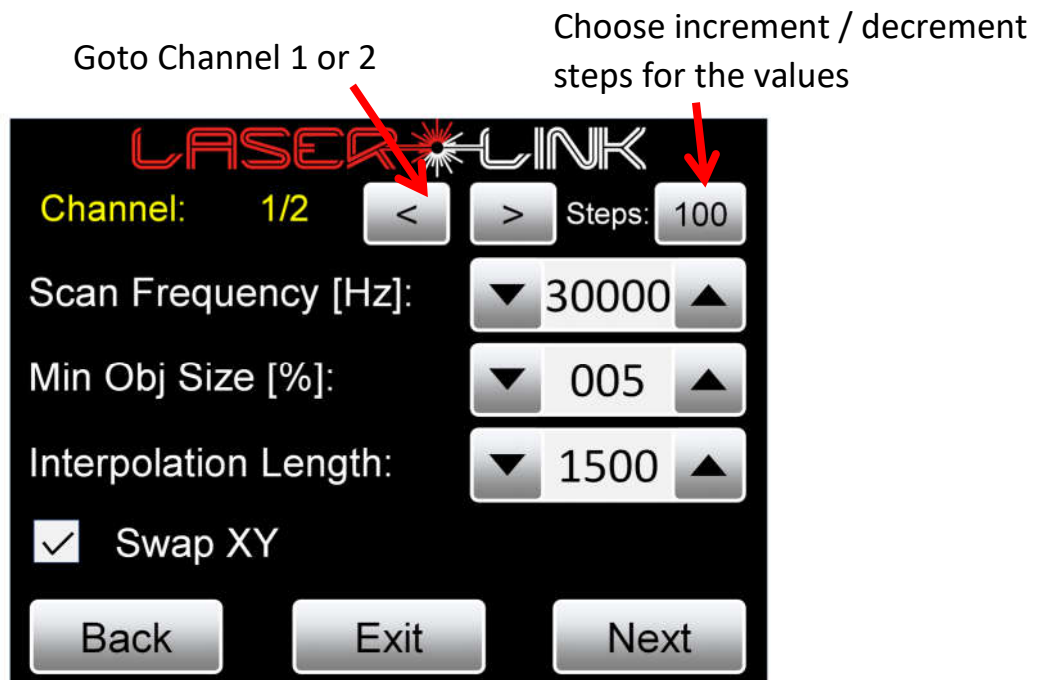 Choose increment / decrement
steps for the values
Goto Channel 1 or 2
LASER LINK
Channel: 1/2 < > Steps: 100
Scan Frequency [Hz]: 30000
Min Obj Size [%]: 005
Interpolation Length: 1500
Swap XY
Back Exit Next